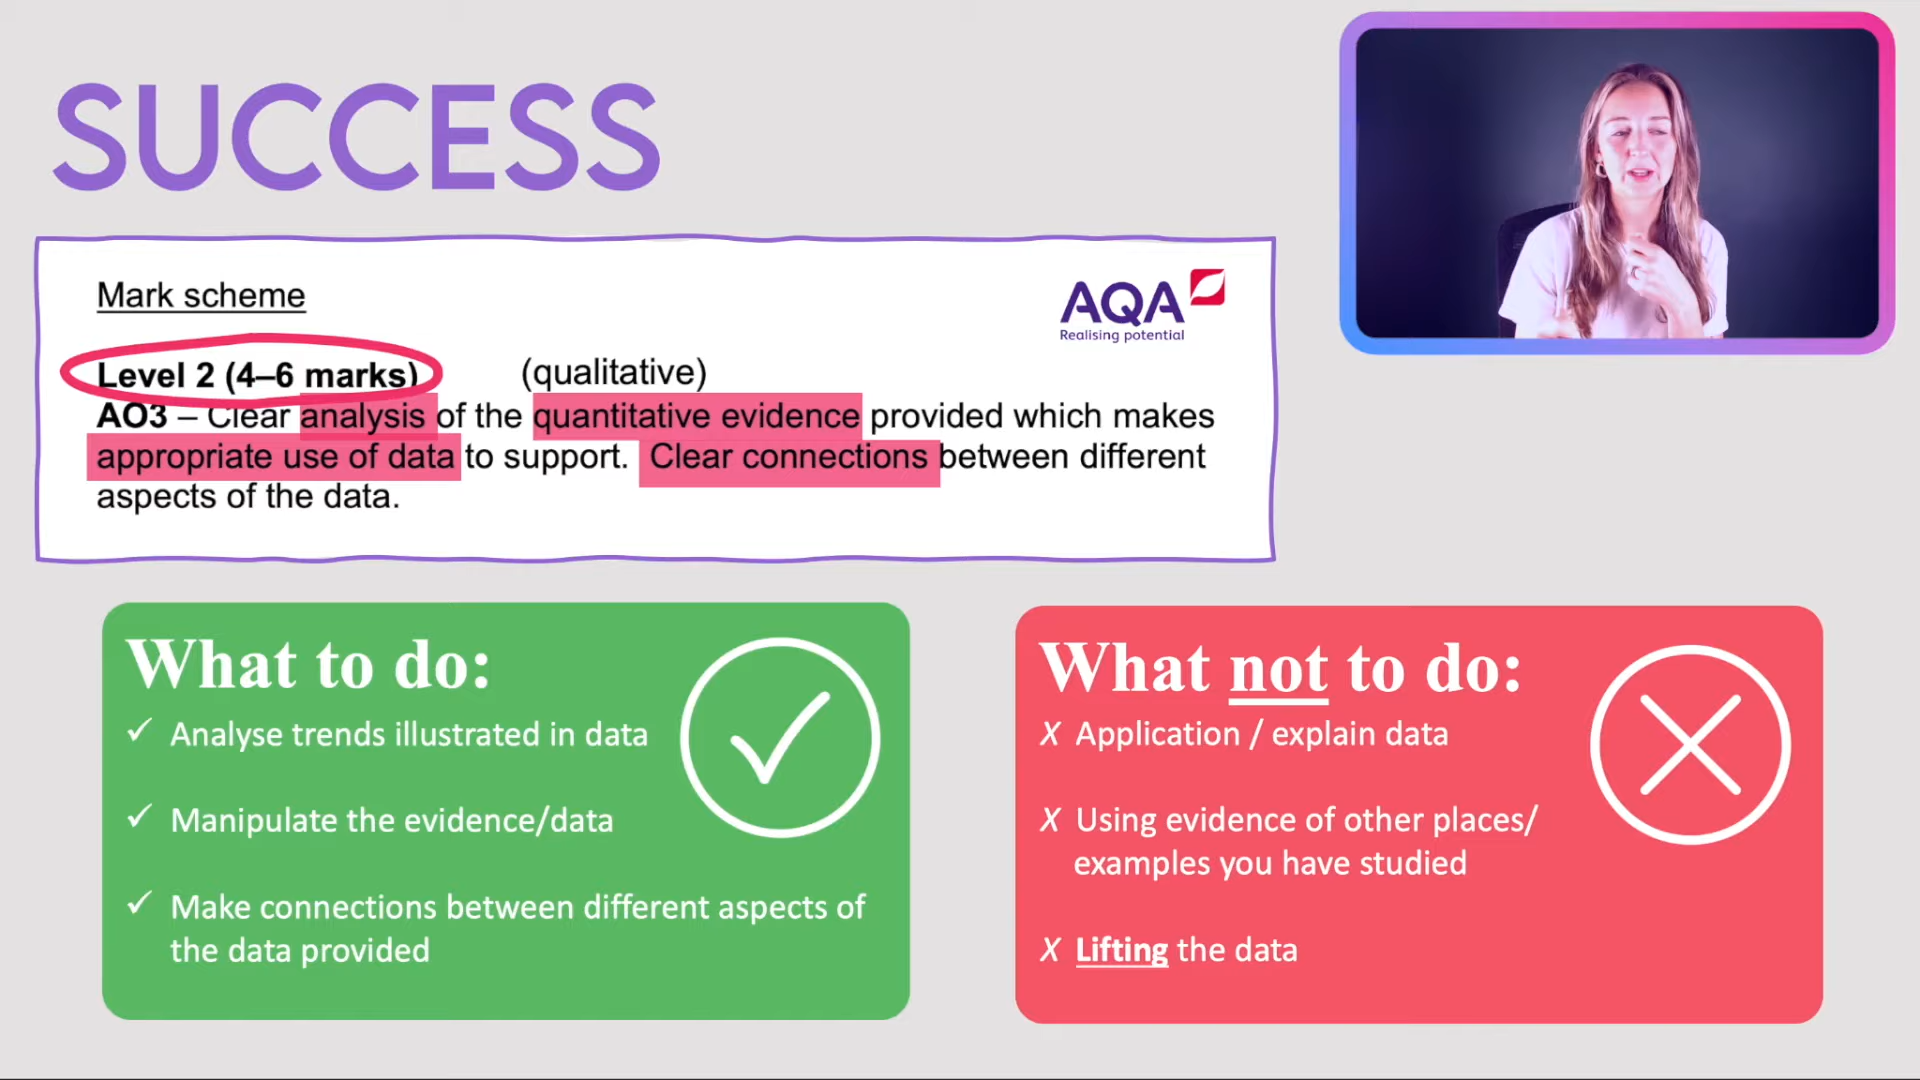 SUCCESS
Mark scheme
AQA
Realising potential
Level 2 (4–6 marks) (qualitative)
AO3 – Clear analysis of the quantitative evidence provided which makes
appropriate use of data to support. Clear connections between different
aspects of the data.
What to do:
✓ Analyse trends illustrated in data
✓ Manipulate the evidence/data
✓ Make connections between different aspects of
the data provided
What not to do:
X Application / explain data
X Using evidence of other places/
examples you have studied
X Lifting the data